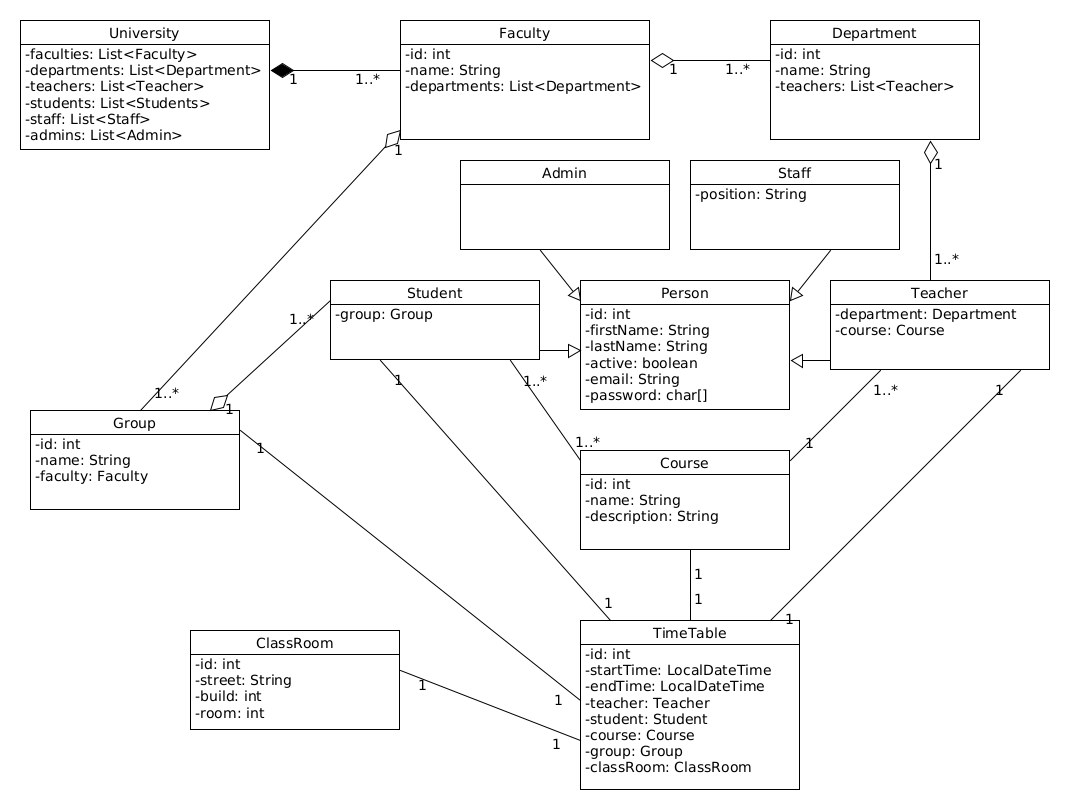 University
-faculties: List<Faculty>
-departments: List<Department>
-teachers: List<Teacher>
-students: List<Students>
-staff: List<Staff>
-admins: List<Admin>
1
1..*
Faculty
-id: int
-name: String
-departments: List<Department>
1
1..*
Department
-id: int
-name: String
-teachers: List<Teacher>
1
1
1..*
Admin
Staff
-position: String
Student
-group: Group
1..*
Person
-id: int
-firstName: String
-lastName: String
-active: boolean
-email: String
-password: char[]
Teacher
-department: Department
-course: Course
1..*
1
1
1..*
1..*
1
1..*
1
Group
-id: int
-name: String
-faculty: Faculty
1
1
Course
-id: int
-name: String
-description: String
1
1
1
1
ClassRoom
-id: int
-street: String
-build: int
-room: int
1
1
1
TimeTable
-id: int
-startTime: LocalDateTime
-endTime: LocalDateTime
-teacher: Teacher
-student: Student
-course: Course
-group: Group
-classRoom: ClassRoom